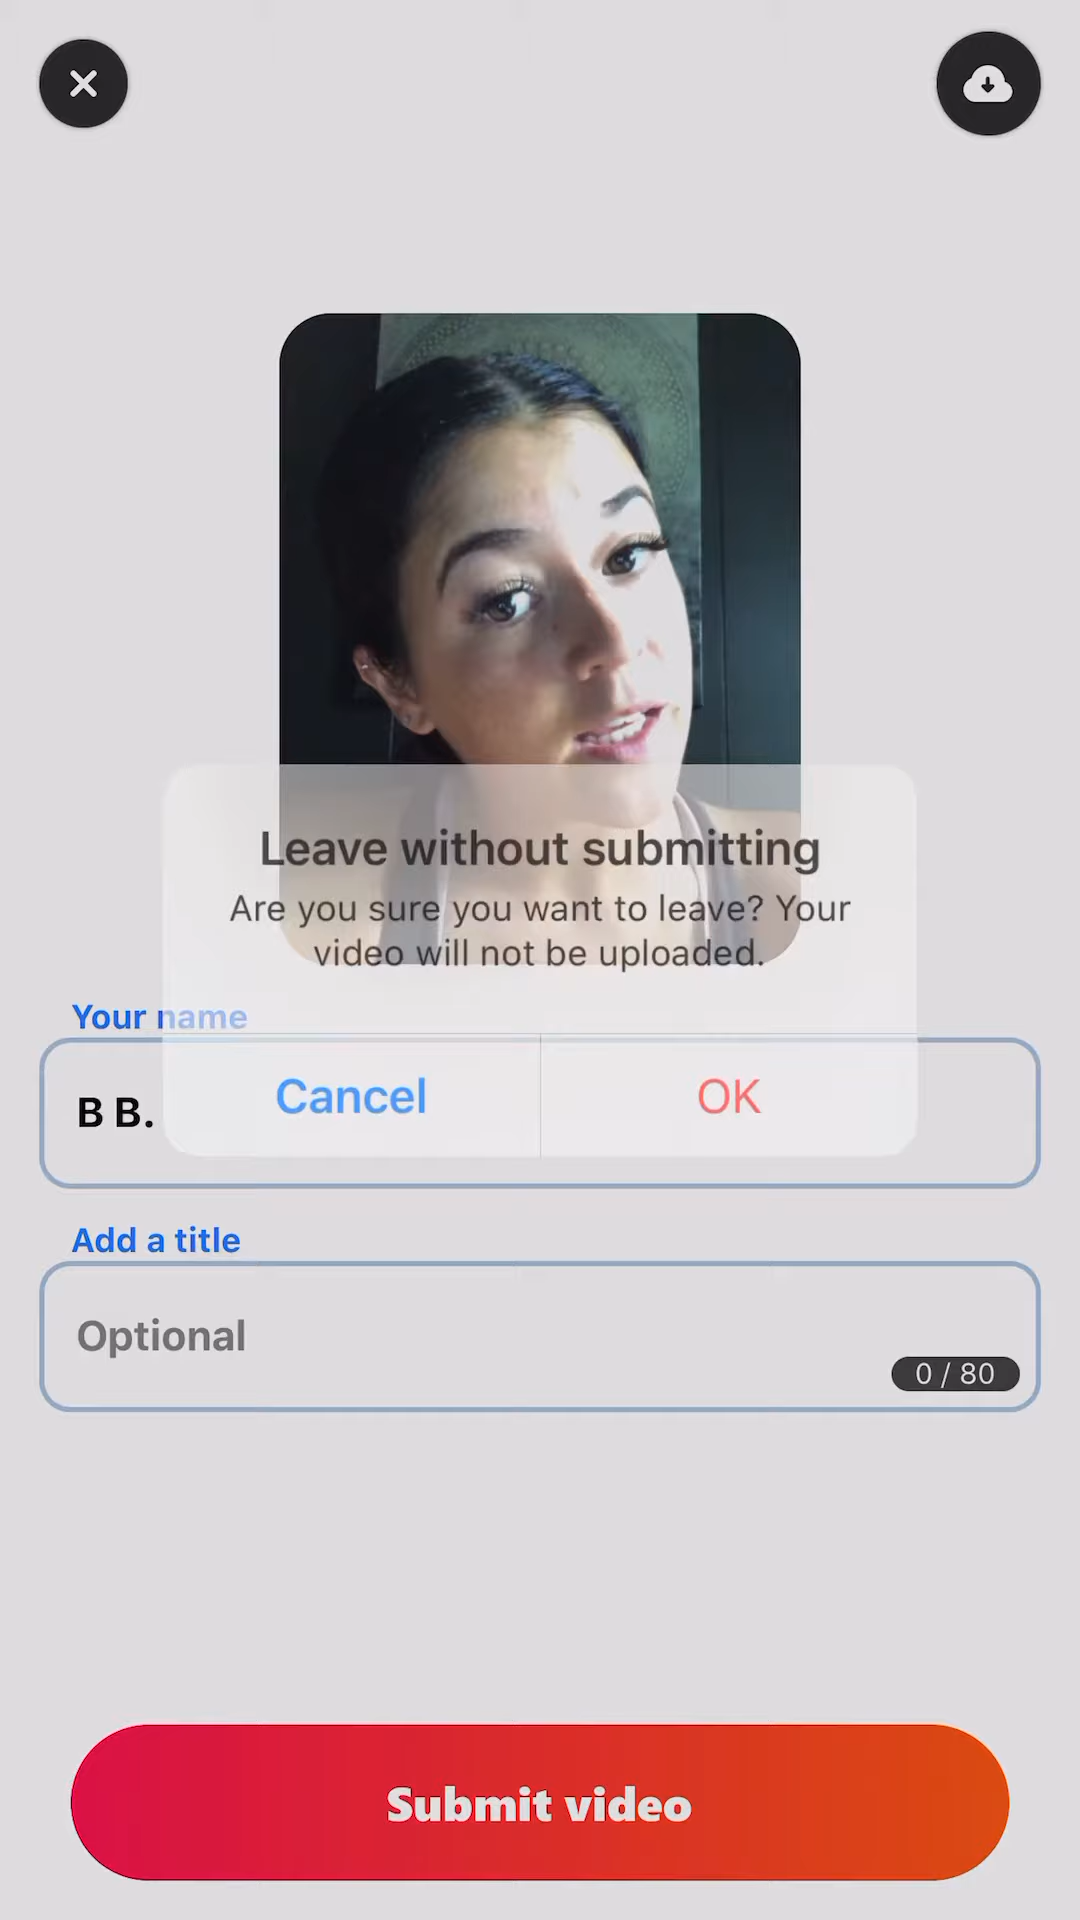 Leave without submitting
Are you sure you want to leave? Your
video will not be uploaded.
Cancel
OK
Your name
B B.
Add a title
Optional
0 / 80
Submit video